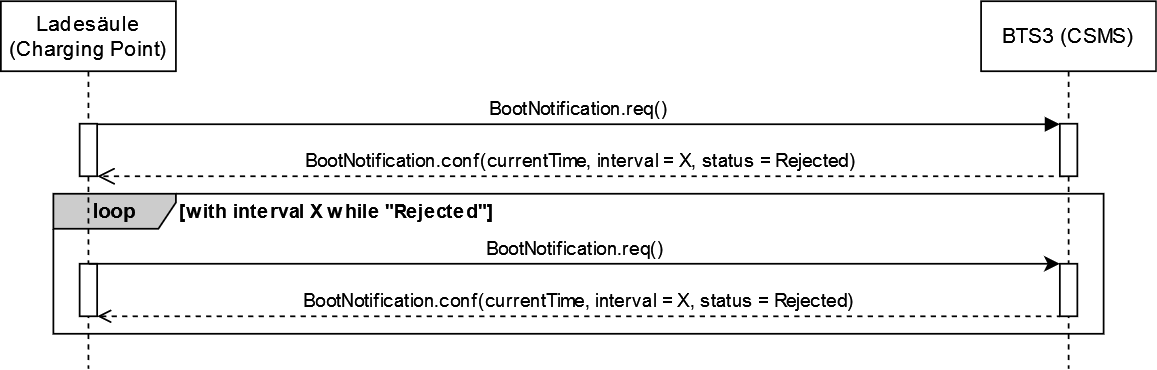 Ladesäule
(Charging Point)
BTS3 (CSMS)
BootNotification.req()
BootNotification.conf(currentTime, interval = X, status = Rejected)
loop
[with interval X while "Rejected"]
BootNotification.req()
BootNotification.conf(currentTime, interval = X, status = Rejected)